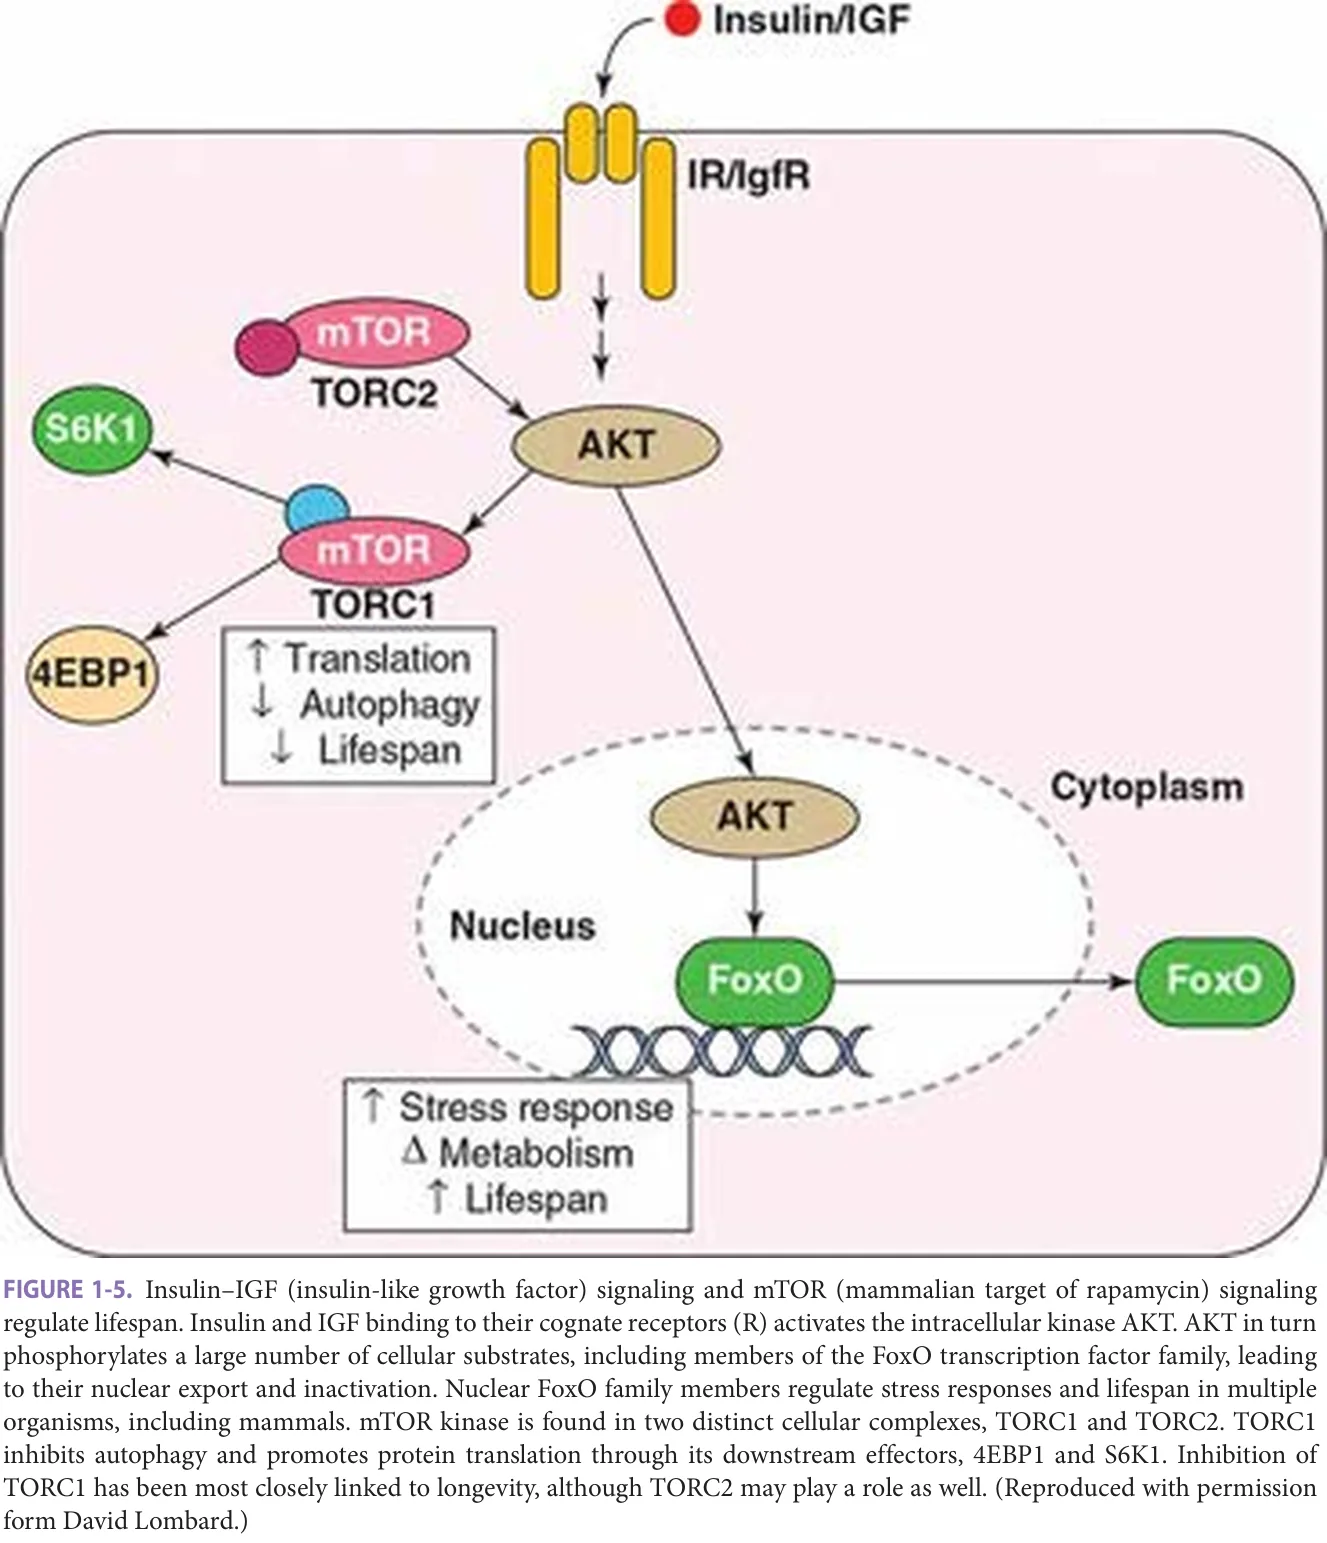 Insulin/IGF
IR/IgfR
mTOR
TORC2
S6K1
AKT
mTOR
TORC1
4EBP1
↑ Translation
↓ Autophagy
↓ Lifespan
Cytoplasm
AKT
Nucleus
FoxO
FoxO
↑ Stress response
Δ Metabolism
↑ Lifespan
FIGURE 1-5. Insulin–IGF (insulin-like growth factor) signaling and mTOR (mammalian target of rapamycin) signaling
regulate lifespan. Insulin and IGF binding to their cognate receptors (R) activates the intracellular kinase AKT. AKT in turn
phosphorylates a large number of cellular substrates, including members of the FoxO transcription factor family, leading
to their nuclear export and inactivation. Nuclear FoxO family members regulate stress responses and lifespan in multiple
organisms, including mammals. mTOR kinase is found in two distinct cellular complexes, TORC1 and TORC2. TORC1
inhibits autophagy and promotes protein translation through its downstream effectors, 4EBP1 and S6K1. Inhibition of
TORC1 has been most closely linked to longevity, although TORC2 may play a role as well. (Reproduced with permission
form David Lombard.)